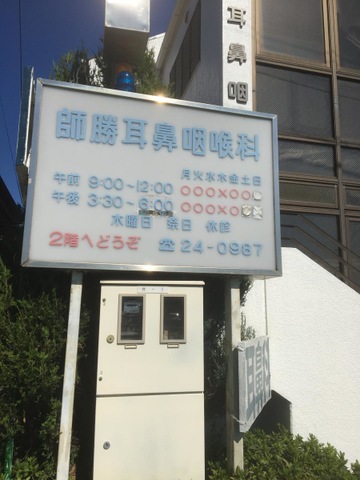 師勝耳鼻咽喉科
月火水木金土日
午前 9:00-12:00 ○○○×○○
午後 3:30-6:00 ○○○×○
木曜日 祭日 休診
2階へどうぞ ☎24-0987
耳鼻咽